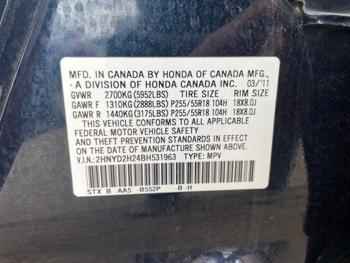 MFD. IN CANADA BY HONDA OF CANADA MFG.,
A DIVISION OF HONDA CANADA INC. 03/'11
GVWR 2700KG (5952LBS) TIRE SIZE RIM SIZE
GAWR F 1310KG (2888LBS) P255/55R18 104H 18X8.0J
GAWR R 1440KG (3175LBS) P255/55R18 104H 18X8.0J
THIS VEHICLE CONFORMS TO ALL APPLICABLE
FEDERAL MOTOR VEHICLE SAFETY STANDARDS IN
EFFECT ON THE DATE OF MANUFACTURE SHOWN ABOVE.
V.I.N.: 2HNYD2H24BH531963 TYPE: MPV
STX B AA5 -B552P -B -H